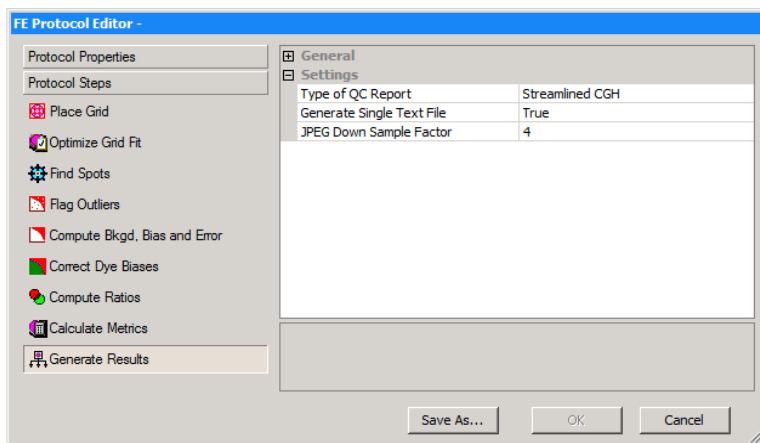 FE Protocol Editor -
Protocol Properties
Protocol Steps
Place Grid
Optimize Grid Fit
Find Spots
Flag Outliers
Compute Bkgd, Bias and Error
Correct Dye Biases
Compute Ratios
Calculate Metrics
Generate Results
General
Settings
Type of QC Report Streamlined CGH
Generate Single Text File True
JPEG Down Sample Factor 4
Save As... OK Cancel